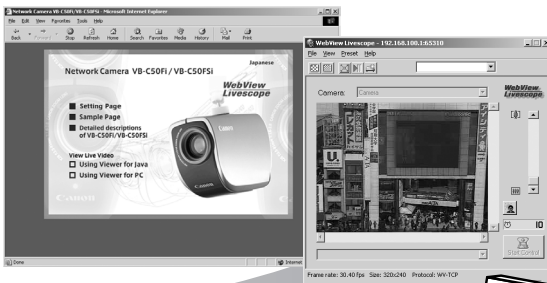 Network Camera VB-C50Fi/VB-C50FSi - Microsoft Internet Explorer
File Edit View Favorites Tools Help
Back Forward Stop Refresh Home Search Favorites Media History Mail Print
Japanese
Network Camera VB-C50Fi / VB-C50FSi
WebView
Livescope
Setting Page
Sample Page
Detailed descriptions
of VB-C50Fi/VB-C50FSi
View Live Video
Using Viewer for Java
Using Viewer for PC
Canon
Canon
Done
Internet
WebView Livescope - 192.168.100.1:65310
File View Preset Help
Camera: Camera
WebView
Livescope
U.
ID
Start Control
Frame rate: 30.40 fps Size: 320x240 Protocol: WV-TCP